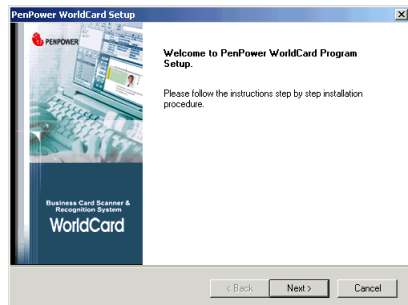 PenPower WorldCard Setup
PENPOWER
Welcome to PenPower WorldCard Program
Setup.
Please follow the instructions step by step installation
procedure.
Business Card Scanner &
Recognition System
WorldCard
< Back
Next >
Cancel